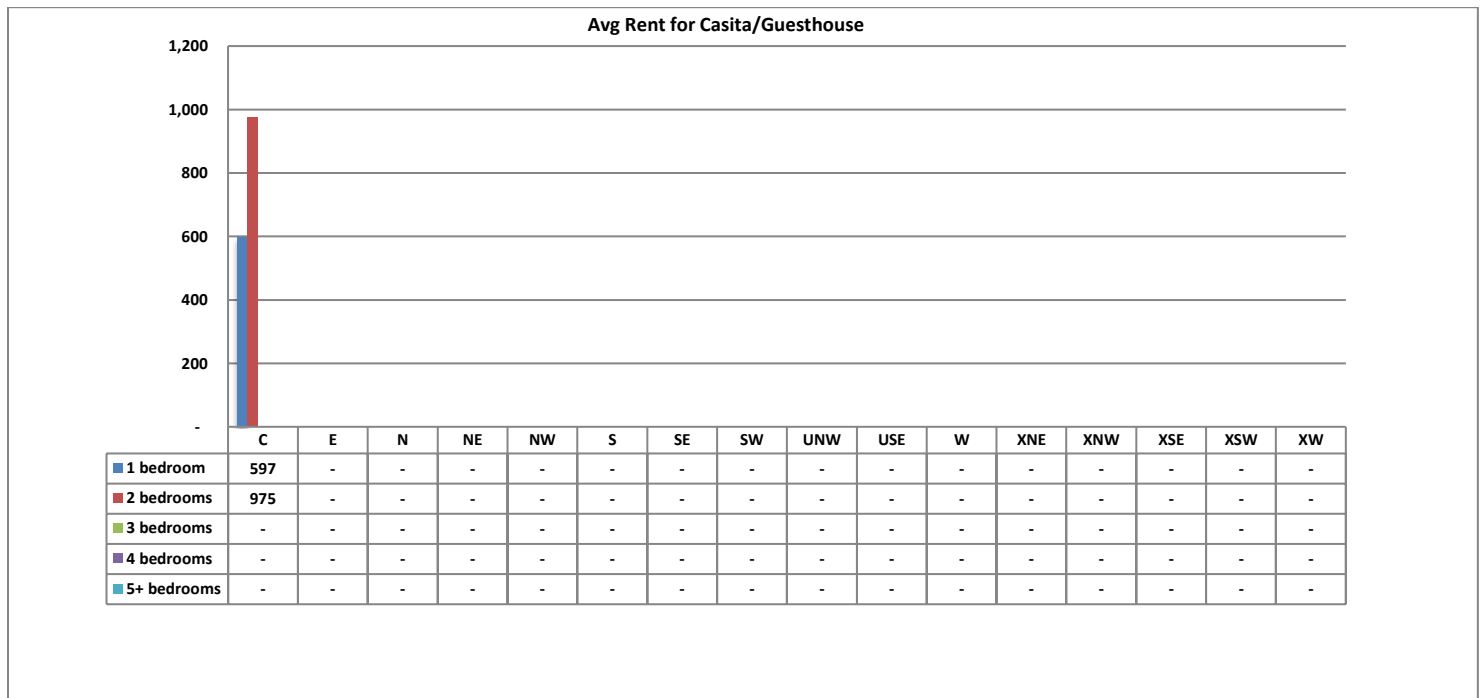 Avg Rent for Casita/Guesthouse
1,200
1,000
800
600
400
200
-
C E N NE NW S SE SW UNW USE W XNE XNW XSE XSW XW
1 bedroom 597 - - - - - - - - - - - - - - -
2 bedrooms 975 - - - - - - - - - - - - - - -
3 bedrooms - - - - - - - - - - - - - - - -
4 bedrooms - - - - - - - - - - - - - - - -
5+ bedrooms - - - - - - - - - - - - - - - -